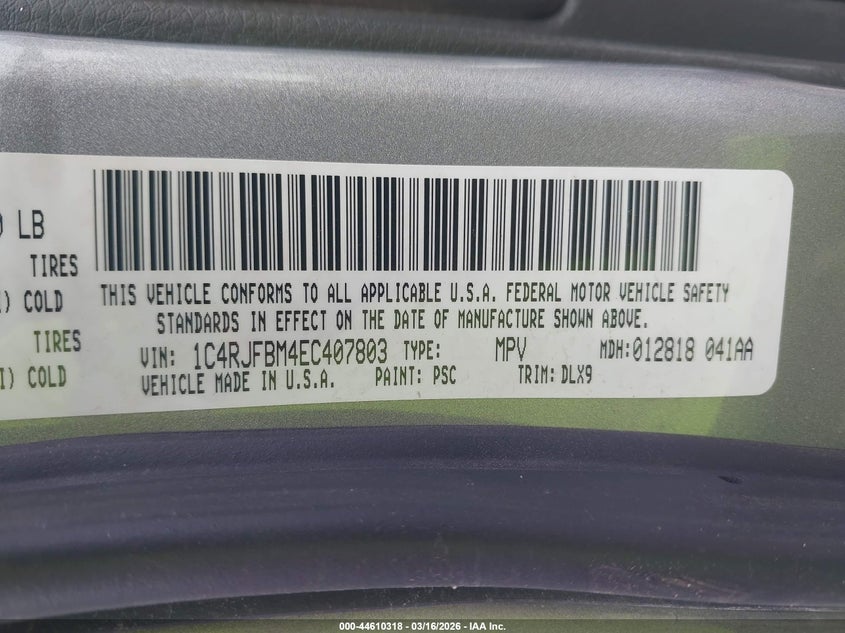 LB
TIRES
) COLD
TIRES
I) COLD
THIS VEHICLE CONFORMS TO ALL APPLICABLE U.S.A. FEDERAL MOTOR VEHICLE SAFETY
STANDARDS IN EFFECT ON THE DATE OF MANUFACTURE SHOWN ABOVE.
VIN: 1C4RJFBM4EC407803 TYPE: MPV MDH:012818 041AA
VEHICLE MADE IN U.S.A. PAINT: PSC TRIM: DLX9
000-44610318 - 03/16/2026 - IAA Inc.